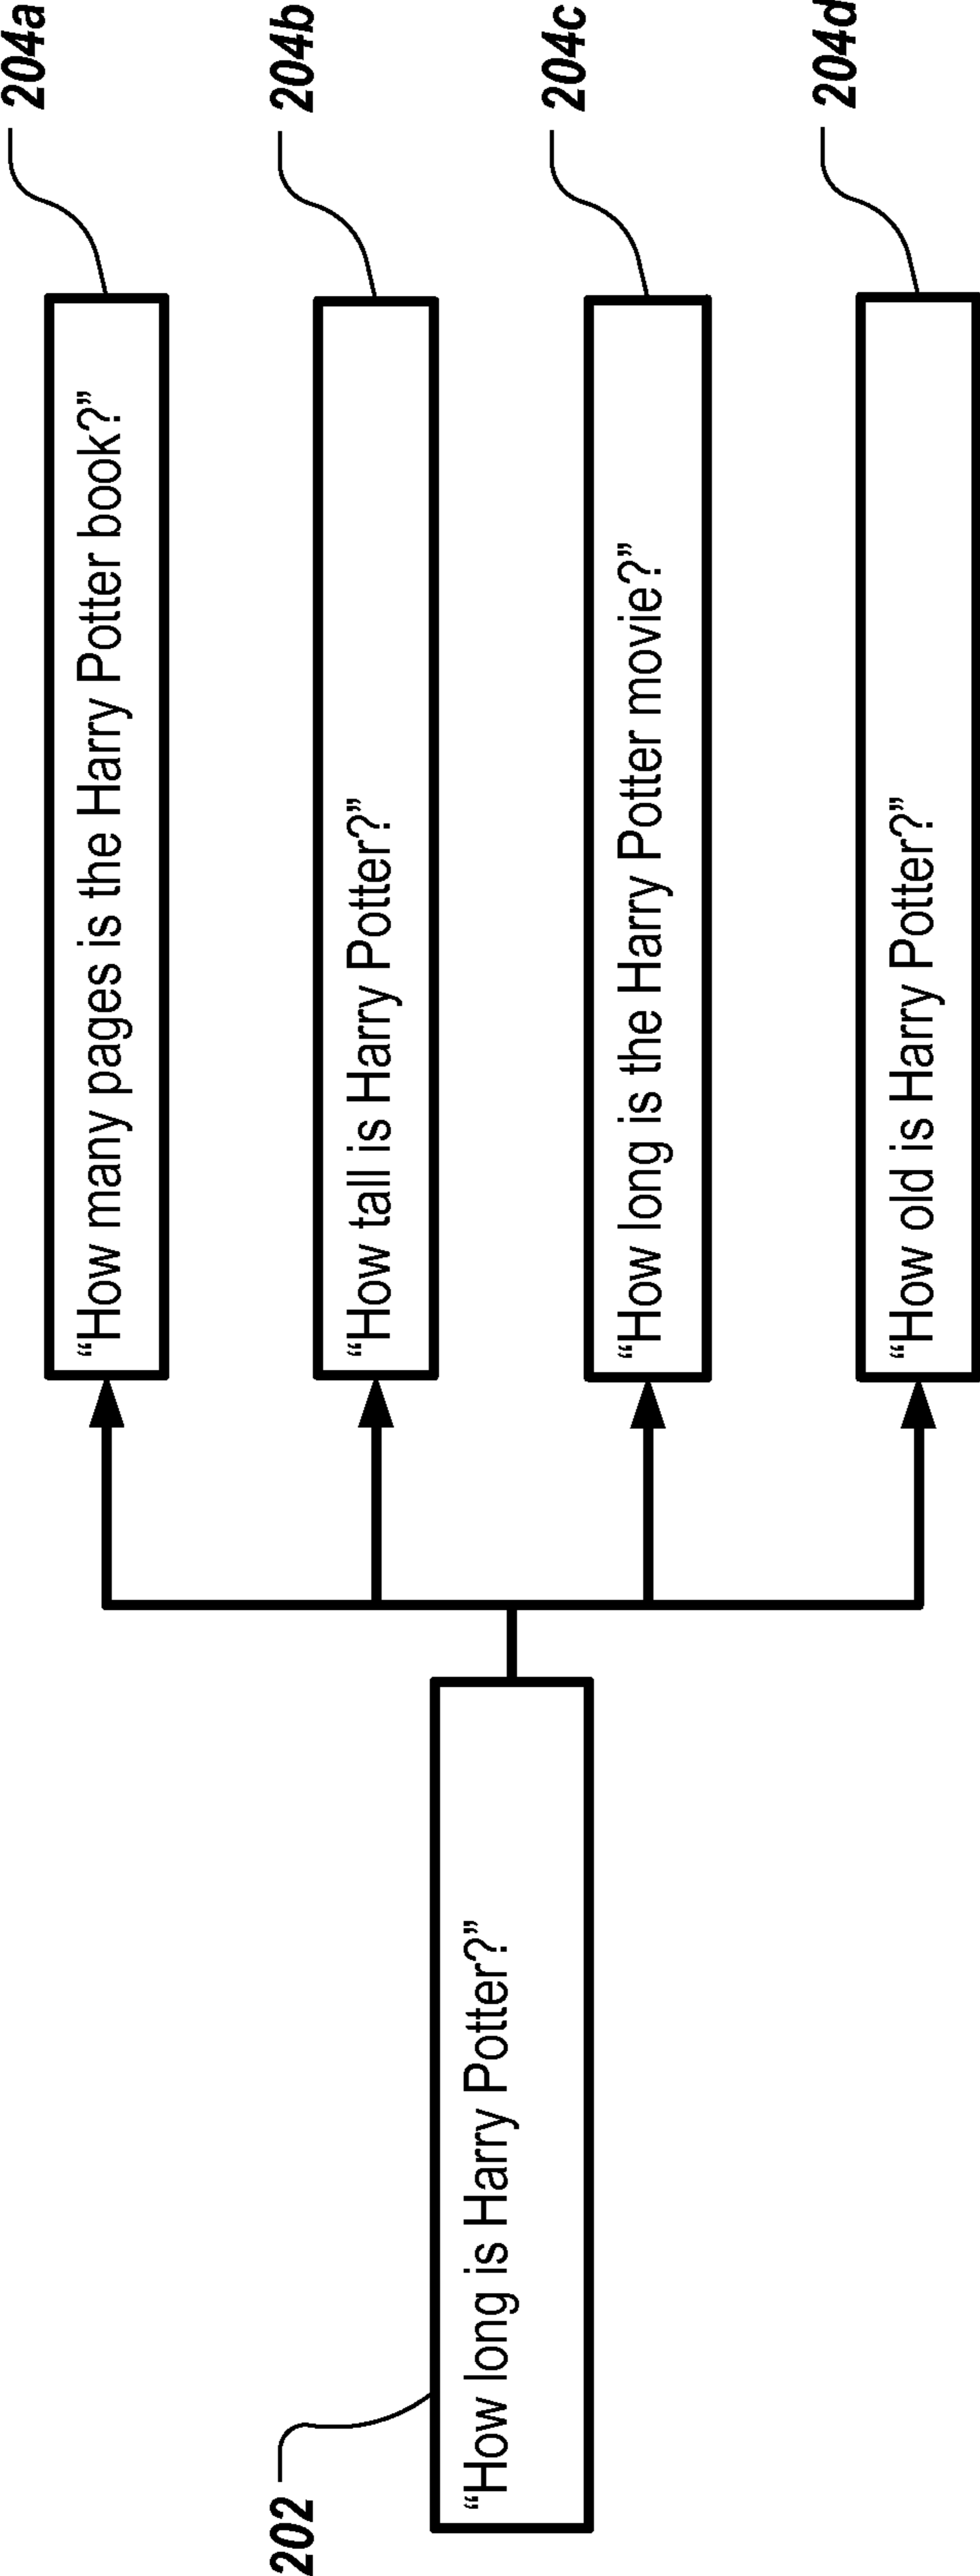 202
“How long is Harry Potter?”
204a
“How many pages is the Harry Potter book?”
204b
“How tall is Harry Potter?”
204c
“How long is the Harry Potter movie?”
204d
“How old is Harry Potter?”